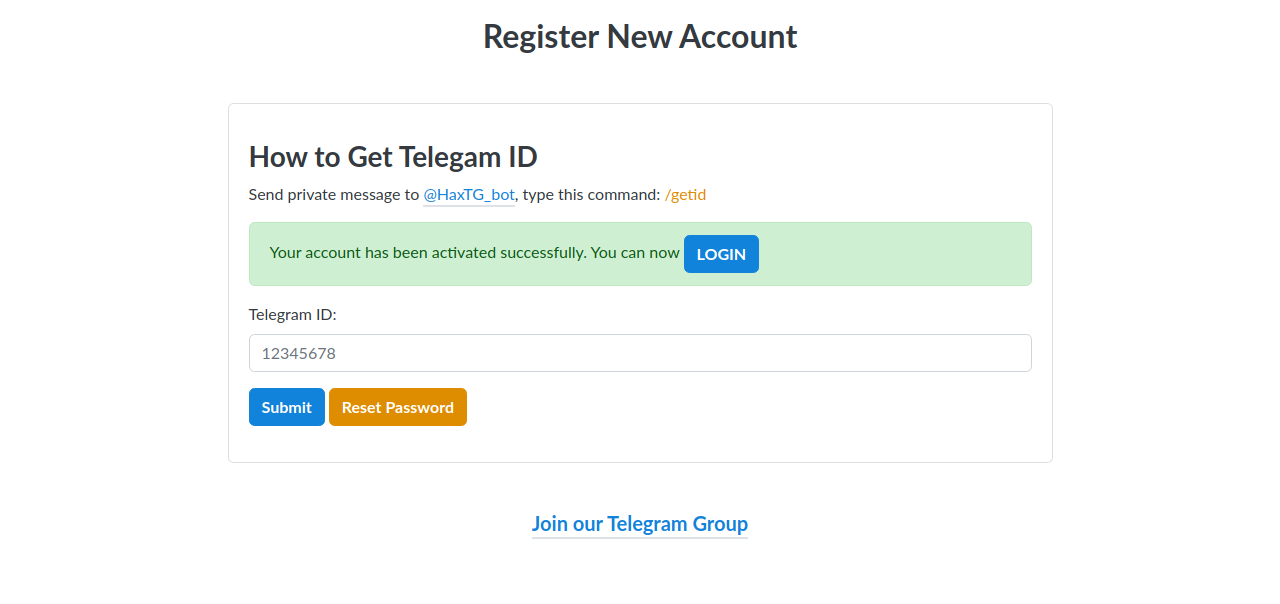 Register New Account
How to Get Telegam ID
Send private message to @HaxTG_bot, type this command: /getid
Your account has been activated successfully. You can now LOGIN
Telegram ID:
12345678
Submit Reset Password
Join our Telegram Group